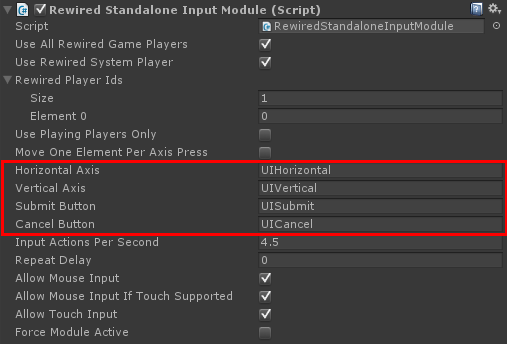 Rewired Standalone Input Module (Script)
Script RewiredStandaloneInputModule
Use All Rewired Game Players
Use Rewired System Player
Rewired Player Ids
Size 1
Element 0 0
Use Playing Players Only
Move One Element Per Axis Press
Horizontal Axis UIHorizontal
Vertical Axis UIVertical
Submit Button UISubmit
Cancel Button UICancel
Input Actions Per Second 4.5
Repeat Delay 0
Allow Mouse Input
Allow Mouse Input If Touch Supported
Allow Touch Input
Force Module Active